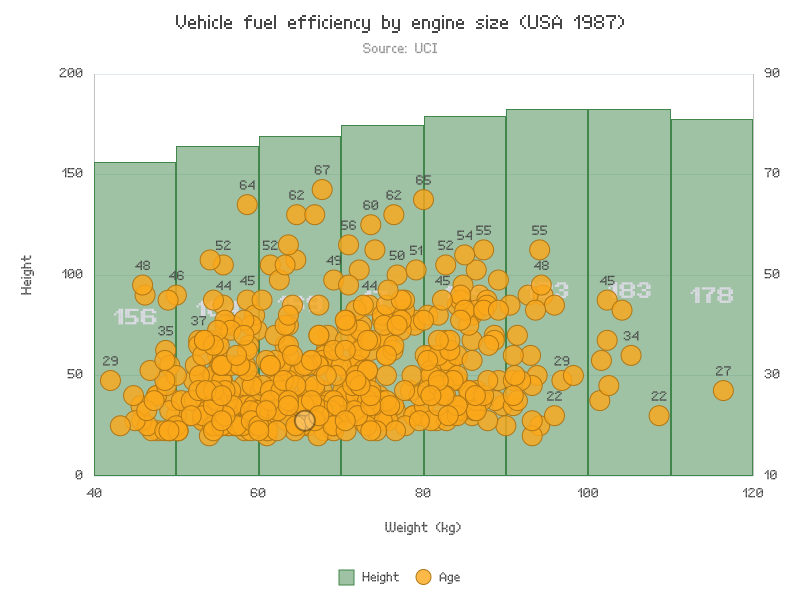 Vehicle fuel efficiency by engine size (USA 1987)
Source: UCI
200 90
67
64 62 62 65
60
150 70
56 55 55
52 52 54
50 51 52
49
48 48
100 46 50
44 45 44 45 45
183 178
156
37
35 34
29 29 27
50 30
22 22
0 10
40 60 80 100 120
Height
Weight (kg)
Height Age